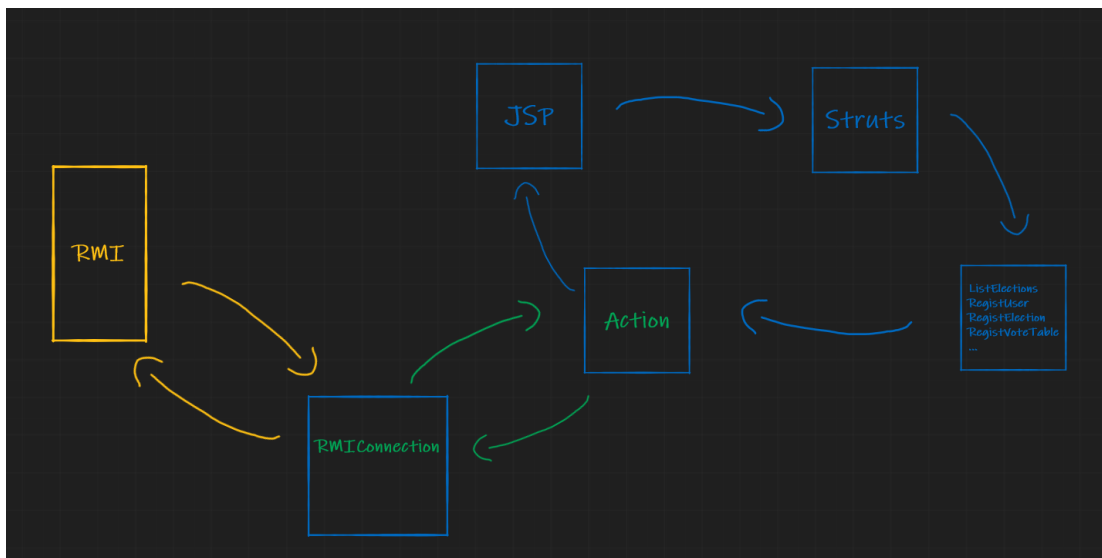 JSP
Struts
RMI
ListElections
RegistUser
RegistElection
RegistVoteTable
...
Action
RMIConnection